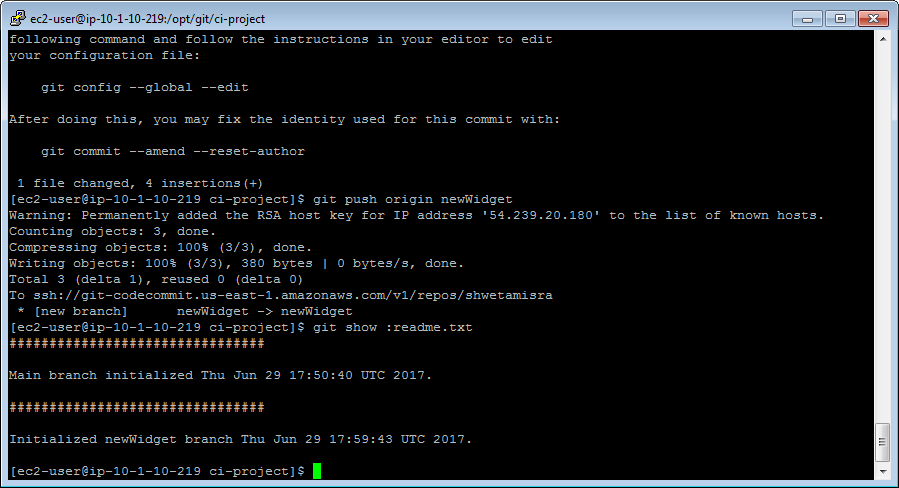 ec2-user@ip-10-1-10-219:/opt/git/ci-project
following command and follow the instructions in your editor to edit
your configuration file:
git config --global --edit
After doing this, you may fix the identity used for this commit with:
git commit --amend --reset-author
1 file changed, 4 insertions(+)
[ec2-user@ip-10-1-10-219 ci-project]$ git push origin newWidget
Warning: Permanently added the RSA host key for IP address '54.239.20.180' to the list of known hosts.
Counting objects: 3, done.
Compressing objects: 100% (3/3), done.
Writing objects: 100% (3/3), 380 bytes | 0 bytes/s, done.
Total 3 (delta 1), reused 0 (delta 0)
To ssh://git-codecommit.us-east-1.amazonaws.com/v1/repos/shwetamisra
* [new branch]      newWidget -> newWidget
[ec2-user@ip-10-1-10-219 ci-project]$ git show :readme.txt
################################
Main branch initialized Thu Jun 29 17:50:40 UTC 2017.
################################
Initialized newWidget branch Thu Jun 29 17:59:43 UTC 2017.
[ec2-user@ip-10-1-10-219 ci-project]$